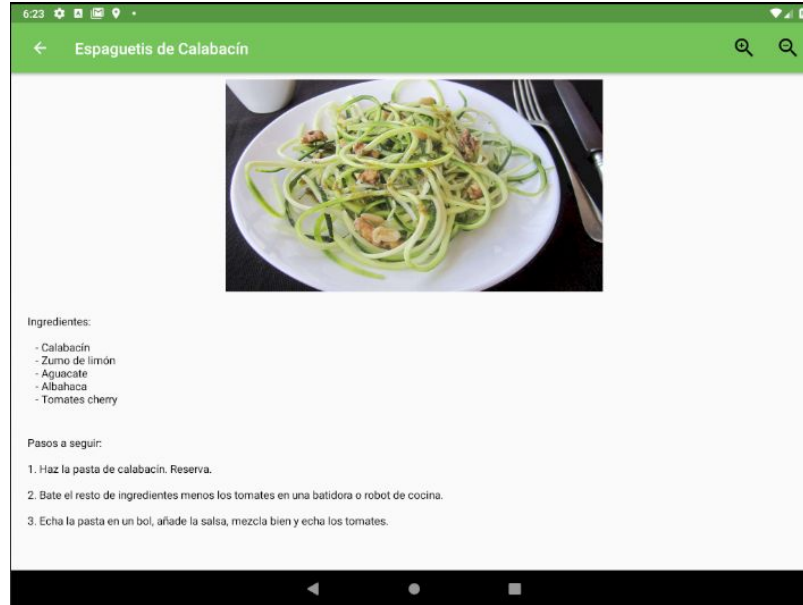 6:23
Espaguetis de Calabacín
Ingredientes:
- Calabacín
- Zumo de limón
- Aguacate
- Albahaca
- Tomates cherry
Pasos a seguir:
1. Haz la pasta de calabacín. Reserva.
2. Bate el resto de ingredientes menos los tomates en una batidora o robot de cocina.
3. Echa la pasta en un bol, añade la salsa, mezcla bien y echa los tomates.